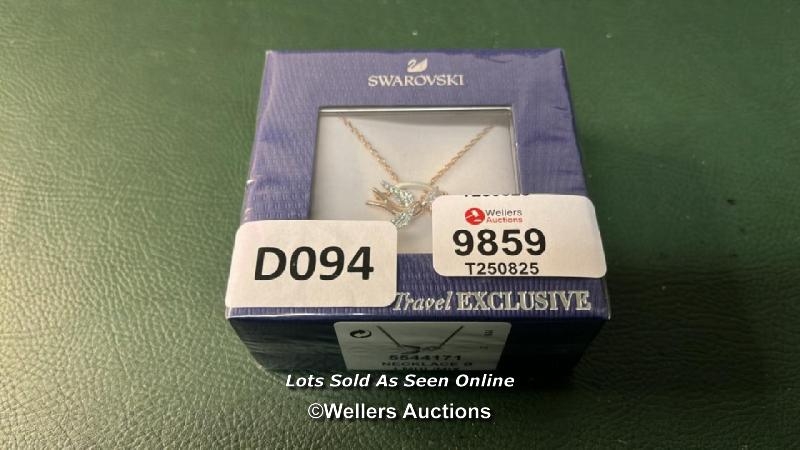 SWAROVSKI
Wellers
Auctions
9859
T250825
D094
Travel EXCLUSIVE
5544171
NECKLACE
Lots Sold As Seen Online
©Wellers Auctions